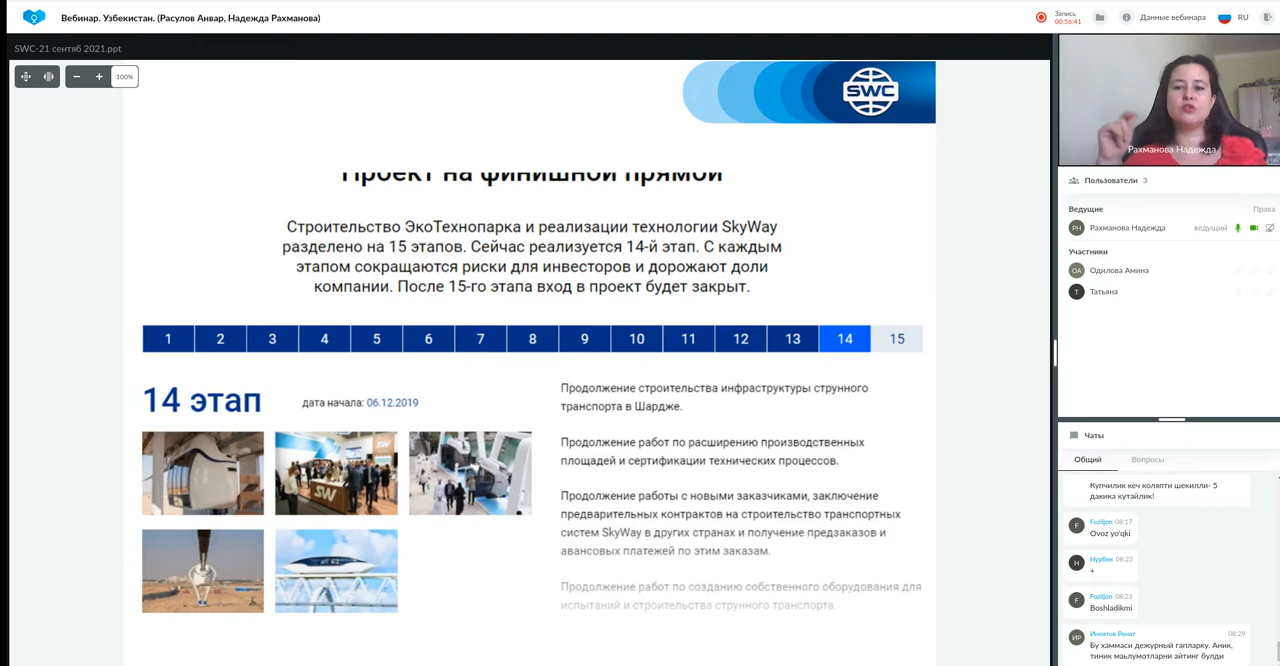 Вебинар. Узбекистан. (Расулов Анвар, Надежда Рахманова)
Запись
00:56:41
Данные вебинара
RU
SWC-21 сентяб 2021.ppt
100%
SWC
Проект на финишной прямой
Строительство ЭкоТехнопарка и реализации технологии SkyWay
разделено на 15 этапов. Сейчас реализуется 14-й этап. С каждым
этапом сокращаются риски для инвесторов и дорожают доли
компании. После 15-го этапа вход в проект будет закрыт.
1 2 3 4 5 6 7 8 9 10 11 12 13 14 15
14 этап
дата начала: 06.12.2019
SW
Продолжение строительства инфраструктуры струнного
транспорта в Шардже.
Продолжение работ по расширению производственных
площадей и сертификации технических процессов.
Продолжение работы с новыми заказчиками, заключение
предварительных контрактов на строительство транспортных
систем SkyWay в других странах и получение предзаказов и
авансовых платежей по этим заказам.
Продолжение работ по созданию собственного оборудования для
испытаний и строительства струнного транспорта.
Рахманова Надежда
Пользователи 3
Ведущие Права
РН Рахманова Надежда ведущий
Участники
ОА Одилова Амина
Т Татьяна
Чаты
Общий Вопросы
Купчилик кеч коляпти шекилли- 5
дакика кутайлик!
F Foziljon 08:17
Ovoz yo'qki
Н Нурбек 08:23
+
F Foziljon 08:23
Boshladikmi
ИР Иноятов Ренат 08:29
Бу хаммаси дежурный гапларку. Аник,
тиник маьлумотларни айтинг булди